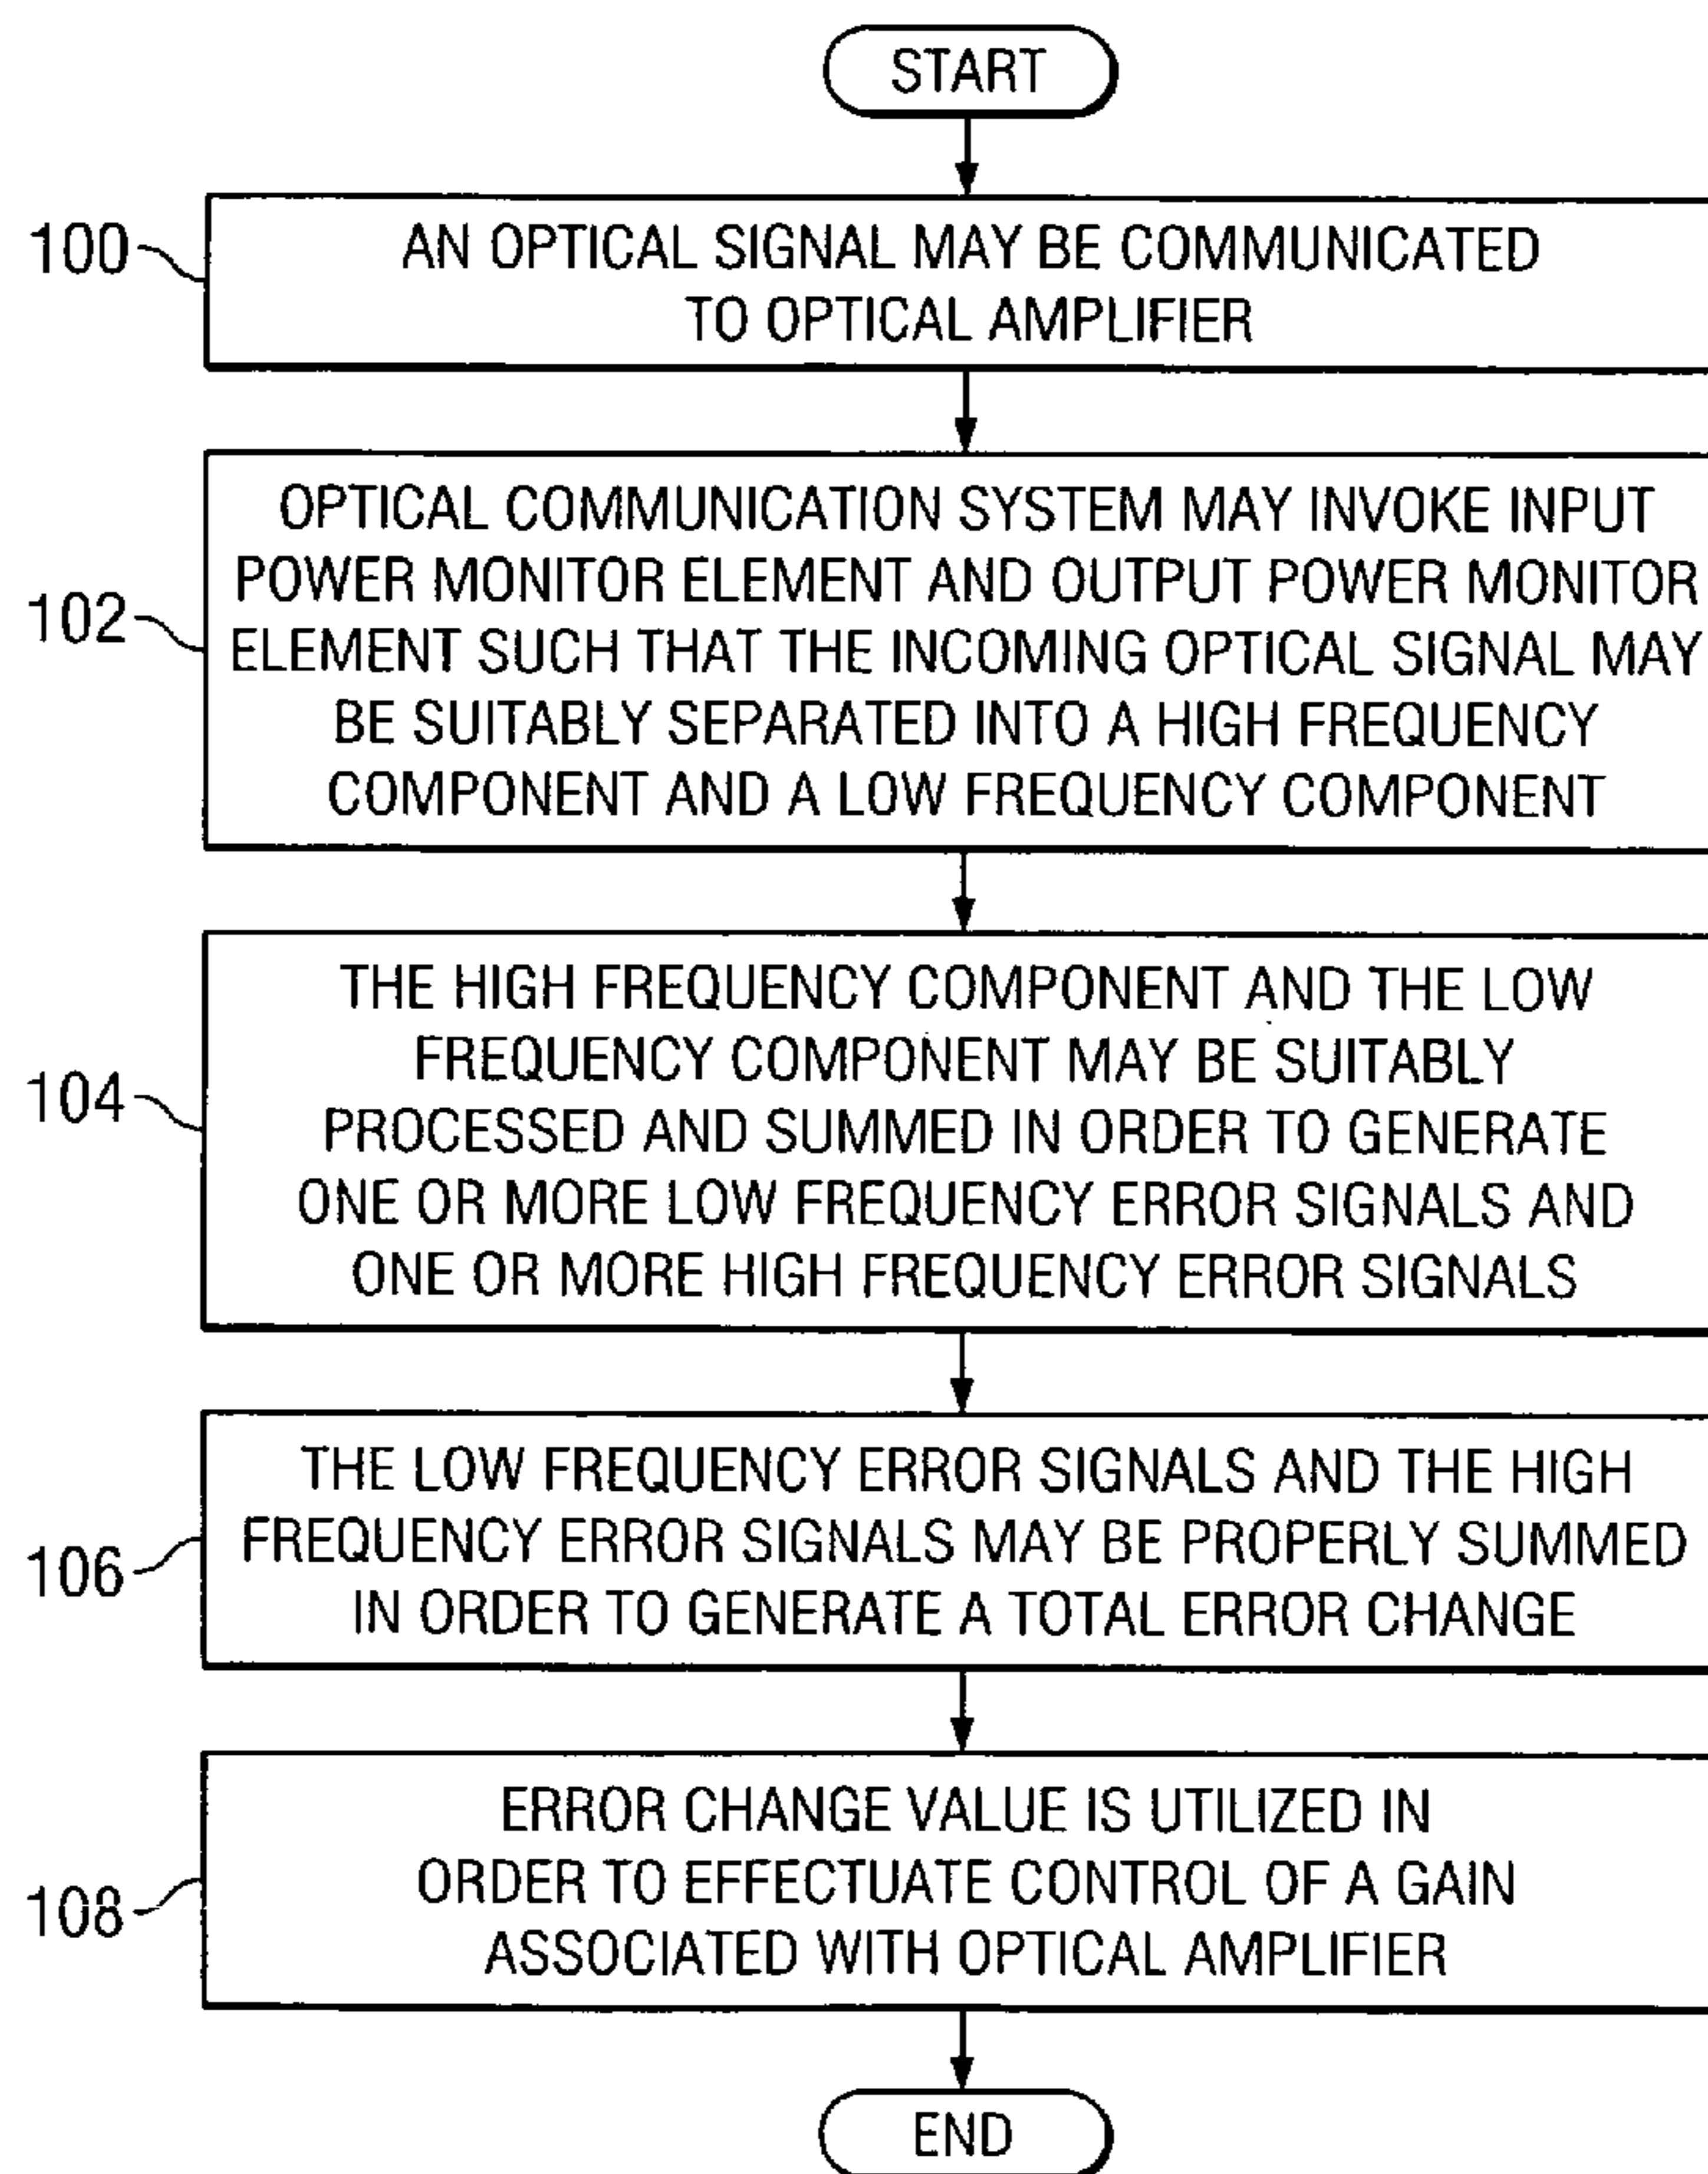 START
100
AN OPTICAL SIGNAL MAY BE COMMUNICATED
TO OPTICAL AMPLIFIER
102
OPTICAL COMMUNICATION SYSTEM MAY INVOKE INPUT
POWER MONITOR ELEMENT AND OUTPUT POWER MONITOR
ELEMENT SUCH THAT THE INCOMING OPTICAL SIGNAL MAY
BE SUITABLY SEPARATED INTO A HIGH FREQUENCY
COMPONENT AND A LOW FREQUENCY COMPONENT
104
THE HIGH FREQUENCY COMPONENT AND THE LOW
FREQUENCY COMPONENT MAY BE SUITABLY
PROCESSED AND SUMMED IN ORDER TO GENERATE
ONE OR MORE LOW FREQUENCY ERROR SIGNALS AND
ONE OR MORE HIGH FREQUENCY ERROR SIGNALS
106
THE LOW FREQUENCY ERROR SIGNALS AND THE HIGH
FREQUENCY ERROR SIGNALS MAY BE PROPERLY SUMMED
IN ORDER TO GENERATE A TOTAL ERROR CHANGE
108
ERROR CHANGE VALUE IS UTILIZED IN
ORDER TO EFFECTUATE CONTROL OF A GAIN
ASSOCIATED WITH OPTICAL AMPLIFIER
END